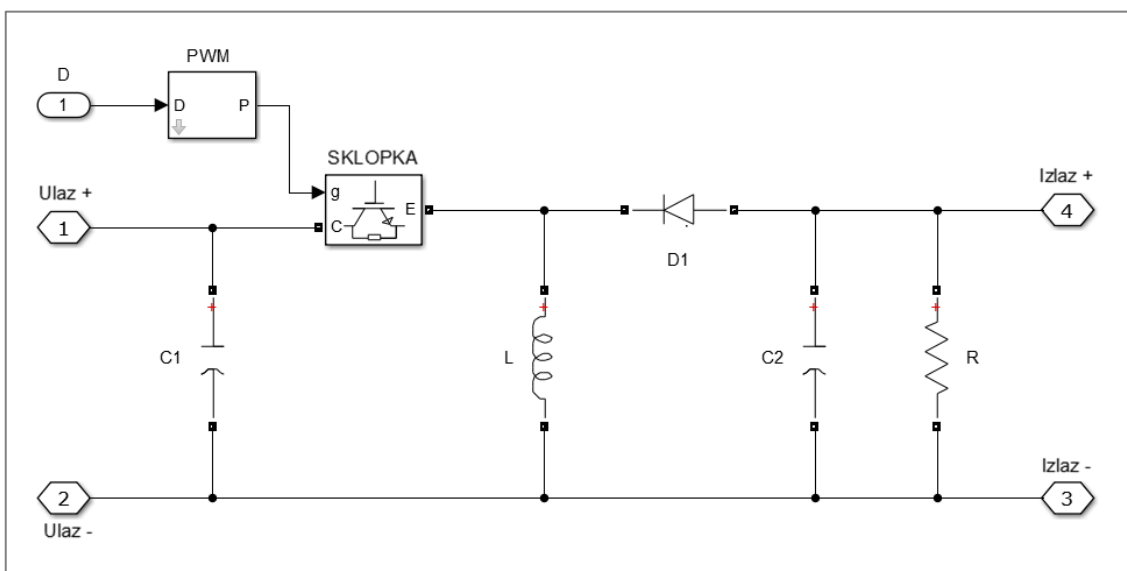 PWM
D
1
D P
SKLOPKA
g
C E
Ulaz +
1
Izlaz +
4
D1
+ + + +
C1 L C2 R
2
Ulaz -
Izlaz -
3